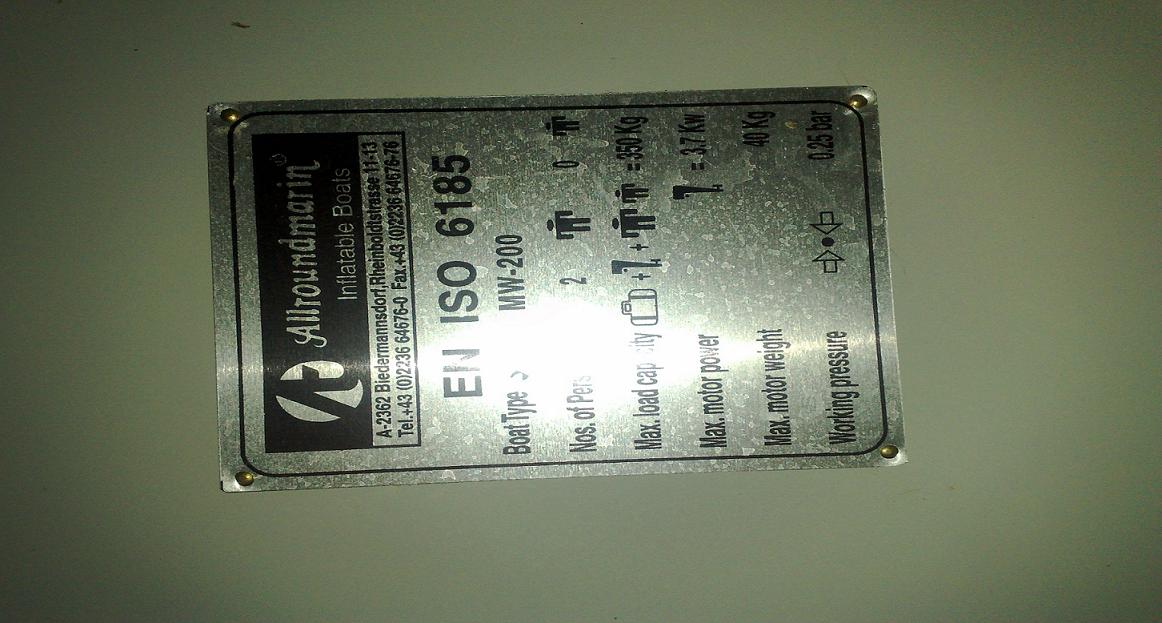 Allroundmarin®
Inflatable Boats
A-2362 Biedermannsdorf,Rheinboldtstrasse 11-13
Tel.+43 (0)2236 64676-0 Fax.+43 (0)2236 64676-76
EN ISO 6185
Boat Type MW-200
Nos. of Pers 2 0
Max. load capacity + + = 350 Kg
Max. motor power = 3,7 Kw
Max. motor weight 40 Kg
Working pressure 0.25 bar